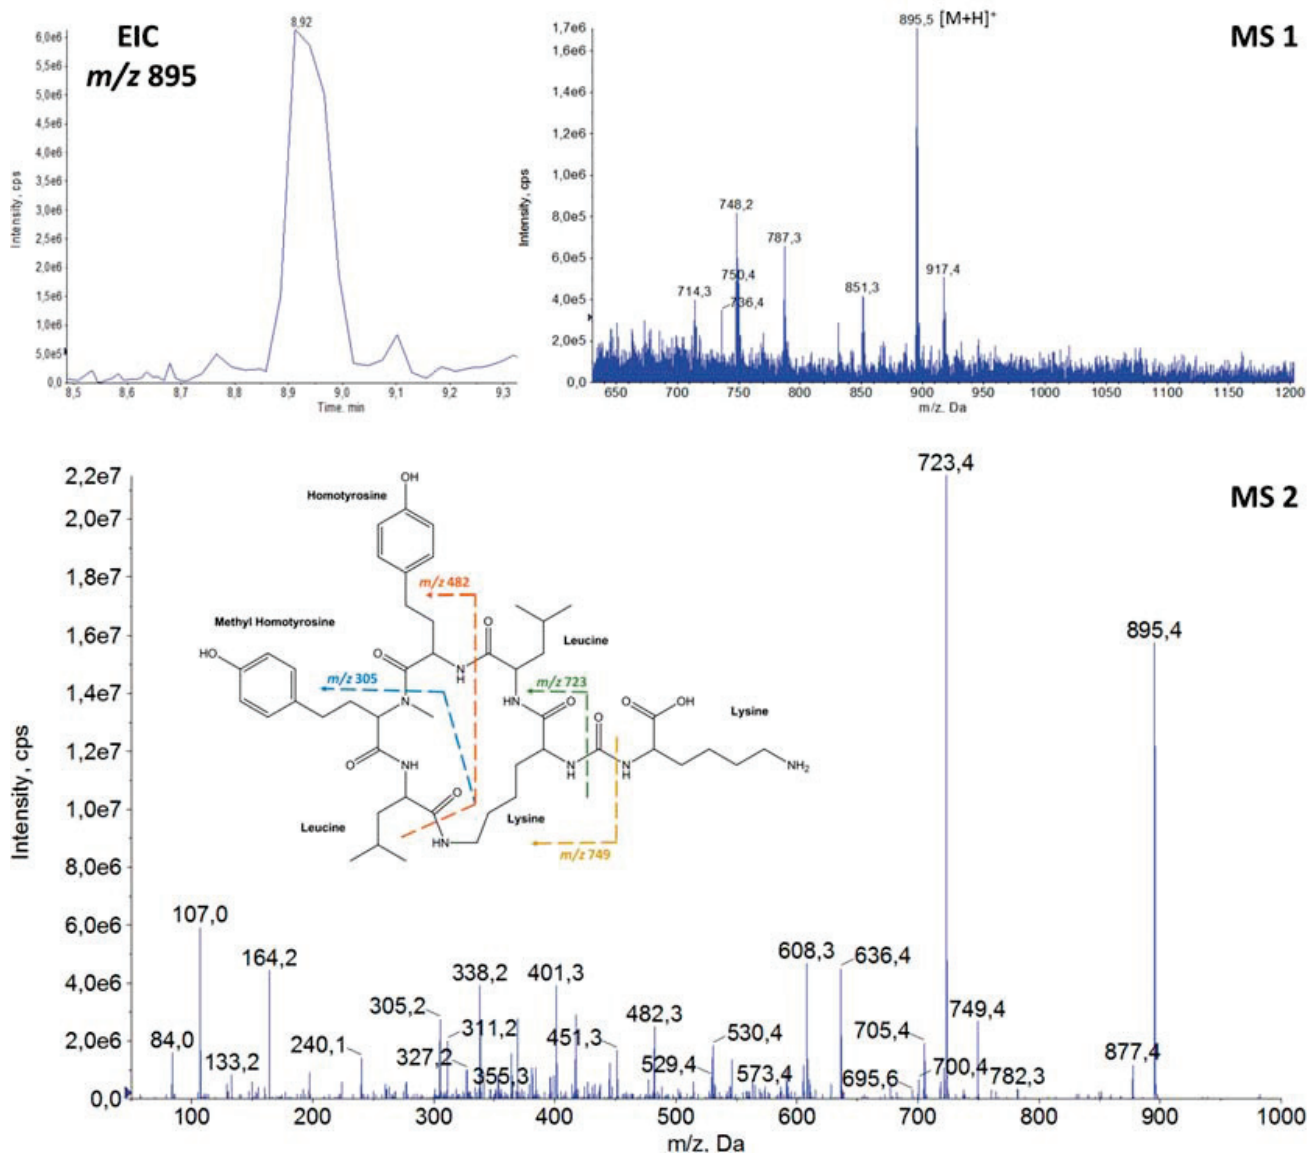 EIC
m/z 895
8,92
6,0e6
5,5e6
5,0e6
4,5e6
4,0e6
3,5e6
3,0e6
2,5e6
2,0e6
1,5e6
1,0e6
5,0e5
0,0
Intensity, cps
8,5 8,6 8,7 8,8 8,9 9,0 9,1 9,2 9,3
Time, min
MS 1
895,5 [M+H]+
1,7e6
1,4e6
1,2e6
1,0e6
8,0e5
6,0e5
4,0e5
2,0e5
0,0
Intensity, cps
714,3
736,4
748,2
750,4
787,3
851,3
917,4
650 700 750 800 850 900 950 1000 1050 1100 1150 1200
m/z, Da
MS 2
2,2e7
2,0e7
1,8e7
1,6e7
1,4e7
1,2e7
1,0e7
8,0e6
6,0e6
4,0e6
2,0e6
0,0
Intensity, cps
723,4
895,4
OH
Homotyrosine
m/z 482
Methyl Homotyrosine
HO
O
O
Leucine
N
H
m/z 305
m/z 723
N
NH
O
O
O
OH
Lysine
O
NH
N
H
N
H
NH2
O
Leucine
HN
Lysine
m/z 749
84,0
107,0
133,2
164,2
240,1
305,2
311,2
327,2
338,2
355,3
401,3
451,3
482,3
529,4
530,4
573,4
608,3
636,4
695,6
700,4
705,4
749,4
782,3
877,4
100 200 300 400 500 600 700 800 900 1000
m/z, Da